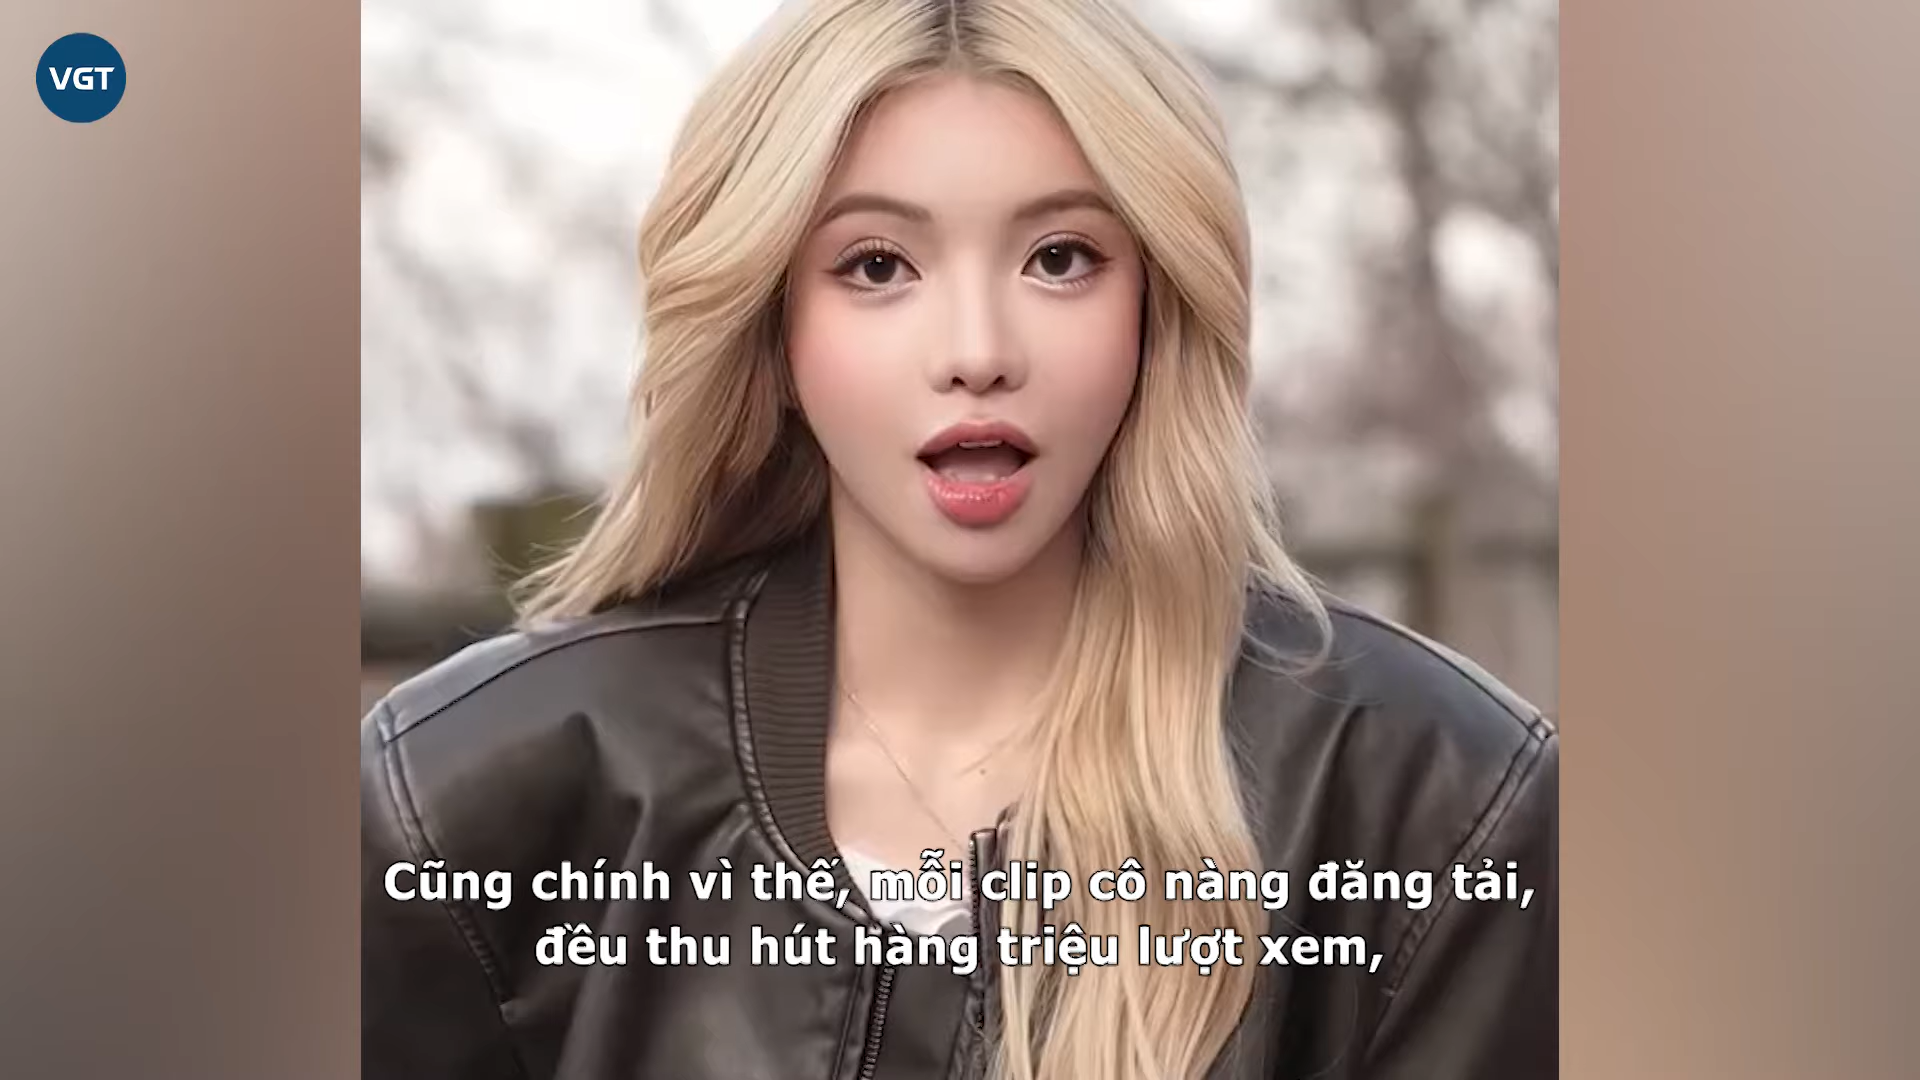 VGT
Cũng chính vì thế, mỗi clip cô nàng đăng tải,
đều thu hút hàng triệu lượt xem,